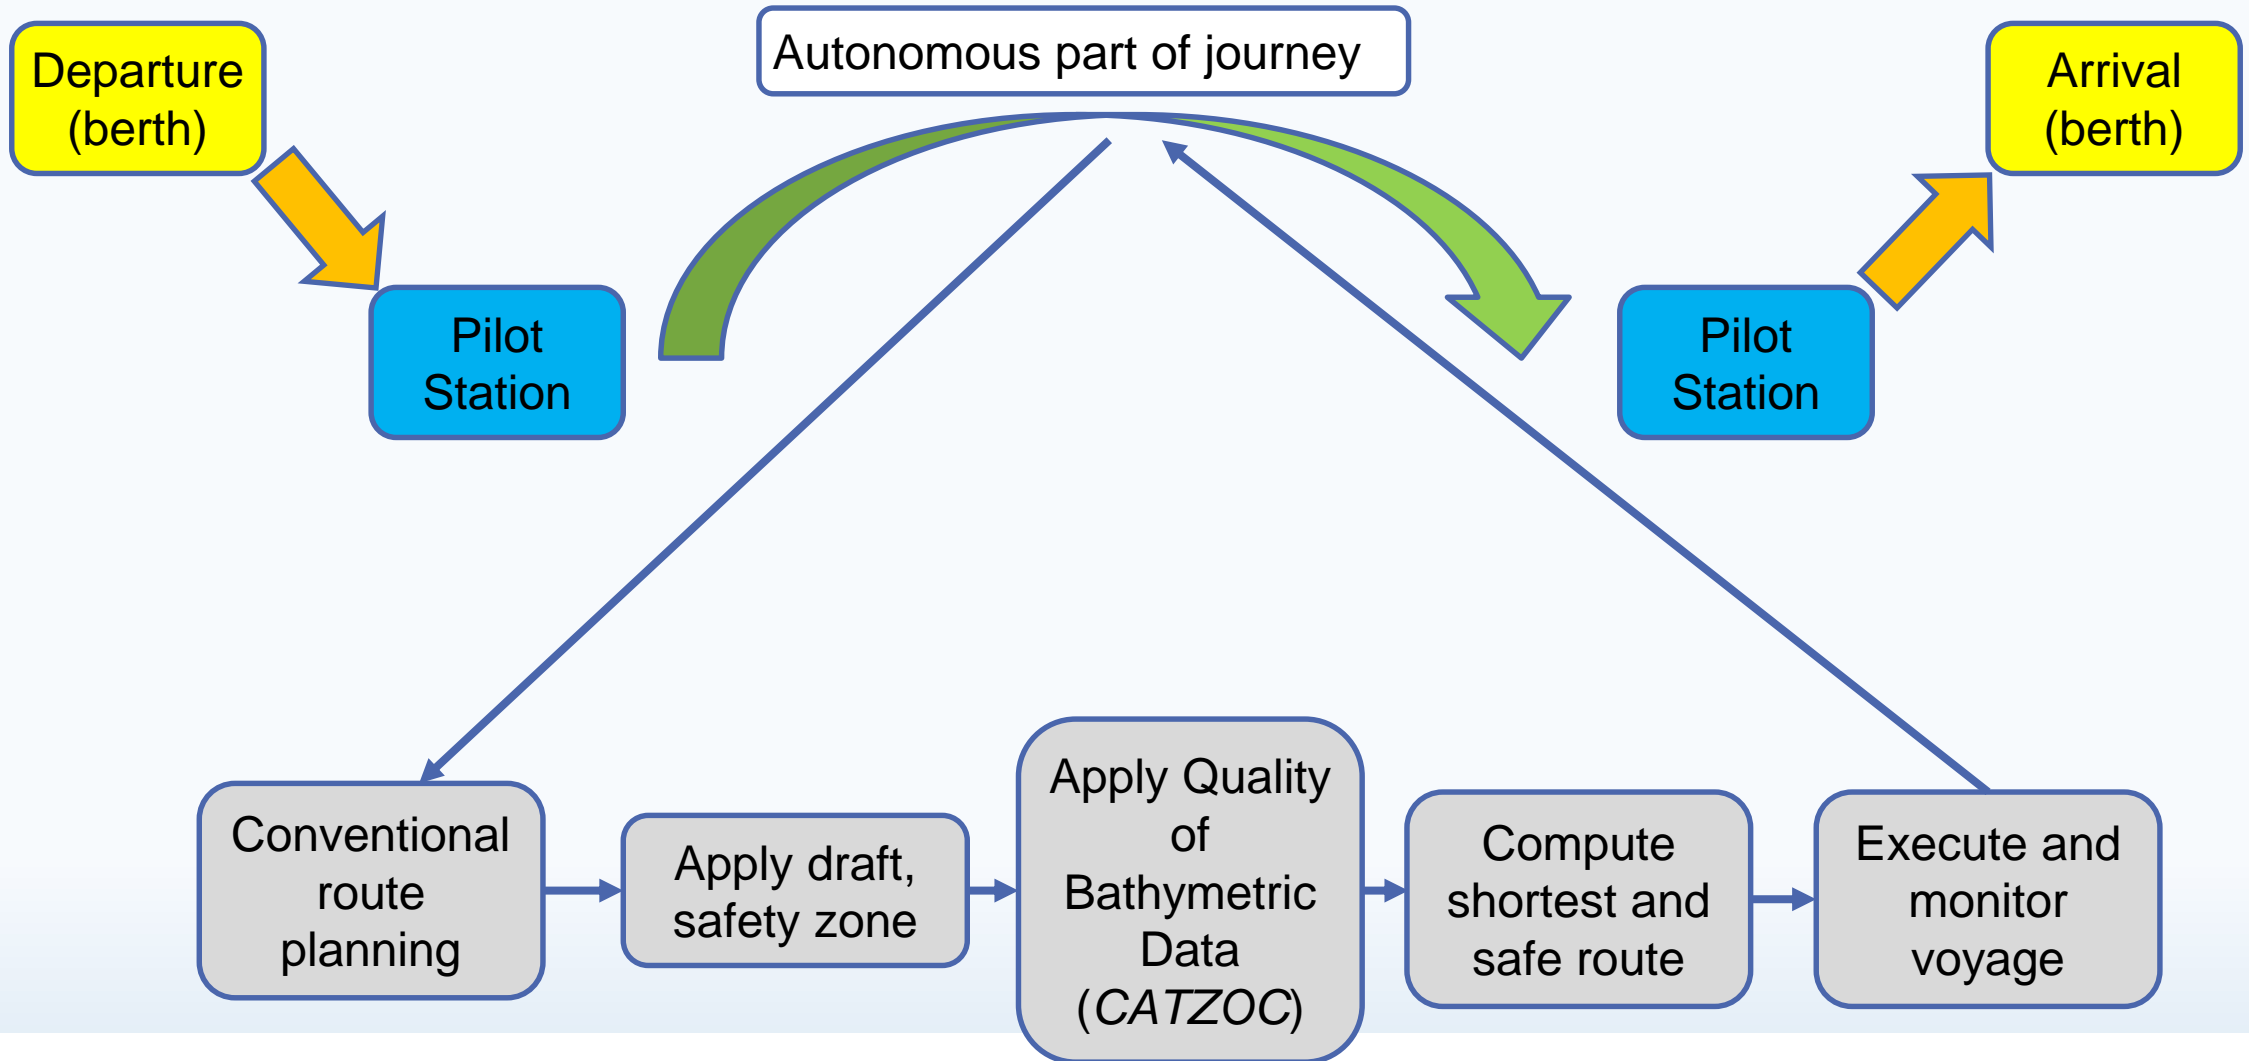 Departure
(berth)
Autonomous part of journey
Arrival
(berth)
Pilot
Station
Pilot
Station
Conventional
route
planning
Apply draft,
safety zone
Apply Quality
of
Bathymetric
Data
(CATZOC)
Compute
shortest and
safe route
Execute and
monitor
voyage